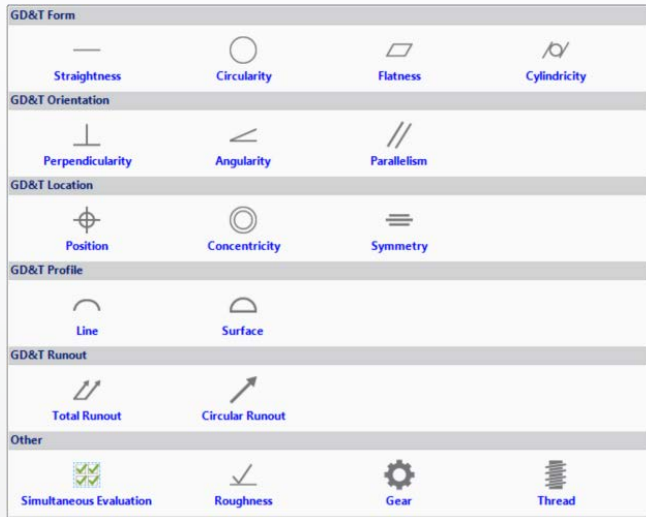 GD&T Form
Straightness Circularity Flatness Cylindricity
GD&T Orientation
Perpendicularity Angularity Parallelism
GD&T Location
Position Concentricity Symmetry
GD&T Profile
Line Surface
GD&T Runout
Total Runout Circular Runout
Other
Simultaneous Evaluation Roughness Gear Thread